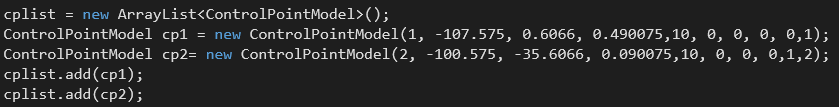 cplist = new ArrayList<ControlPointModel>();
ControlPointModel cp1 = new ControlPointModel(1, -107.575, 0.6066, 0.490075,10, 0, 0, 0, 0,1);
ControlPointModel cp2= new ControlPointModel(2, -100.575, -35.6066, 0.090075,10, 0, 0, 0,1,2);
cplist.add(cp1);
cplist.add(cp2);